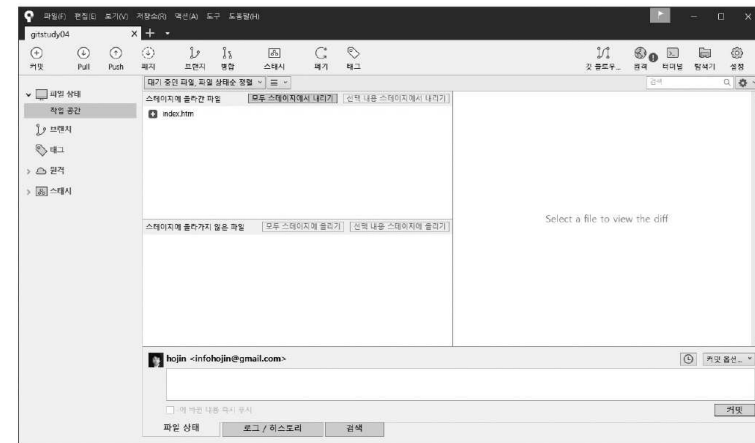 파일(F) 편집(E) 보기(V) 저장소(R) 액션(A) 도구 도움말(H)
gitstudy04
커밋 Pull Push 패치 브랜치 병합 스태시 폐기 태그 깃 플로우_ 원격 터미널 탐색기 설정
대기 중인 파일, 파일 상태순 정렬
검색
파일 상태
작업 공간
브랜치
태그
원격
스태시
스테이지에 올라간 파일 모두 스테이지에서 내리기 선택 내용 스테이지에서 내리기
index.htm
스테이지에 올라가지 않은 파일 모두 스테이지에 올리기 선택 내용 스테이지에 올리기
Select a file to view the diff
hojin <infohojin@gmail.com>
커밋 옵션...
커밋
파일 상태 로그 / 히스토리 검색